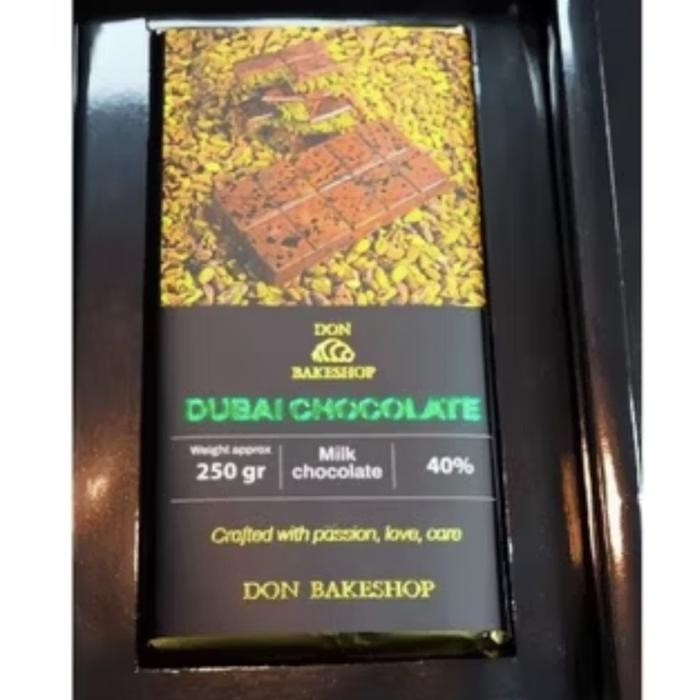 DON
BAKESHOP
DUBAI CHOCOLATE
Weight approx
250 gr
Milk
chocolate
40%
Crafted with passion, love, care
DON BAKESHOP